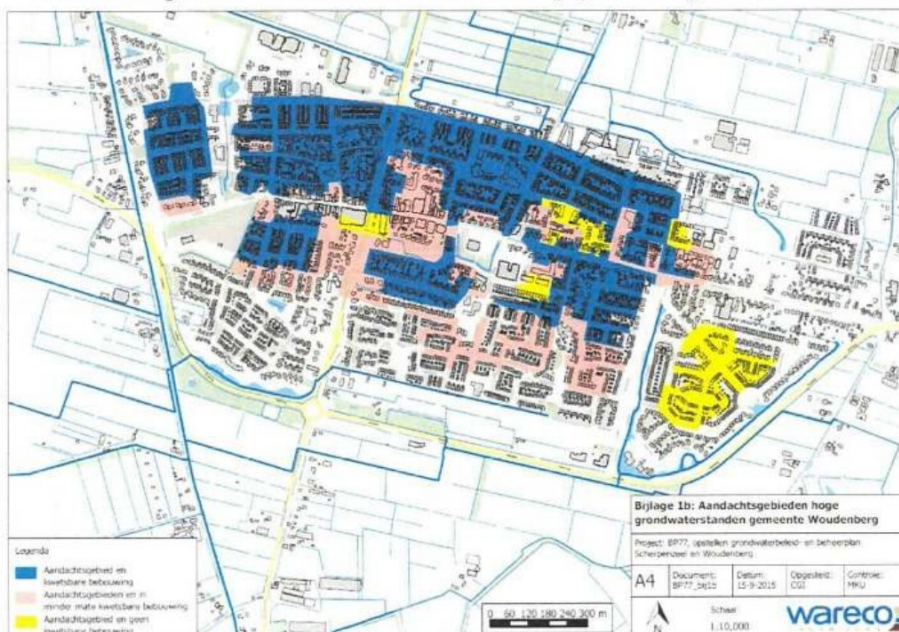 Legenda
Aandachtsgebied en
kwetsbare bebouwing
Aandachtsgebieden en in
minder mate kwetsbare bebouwing
Aandachtsgebied en geen
kwetsbare bebouwing
0 60 120 180 240 300 m
Bijlage 1b: Aandachtsgebieden hoge
grondwaterstanden gemeente Woudenberg
Project: BP77, opstellen grondwaterbeleid- en beheerplan
Scherpenzeel en Woudenberg
A4
Document:
BP77_bij1b
Datum:
15-9-2015
Opgesteld:
CGI
Controle:
MKU
N
Schaal
1:10,000
wareco